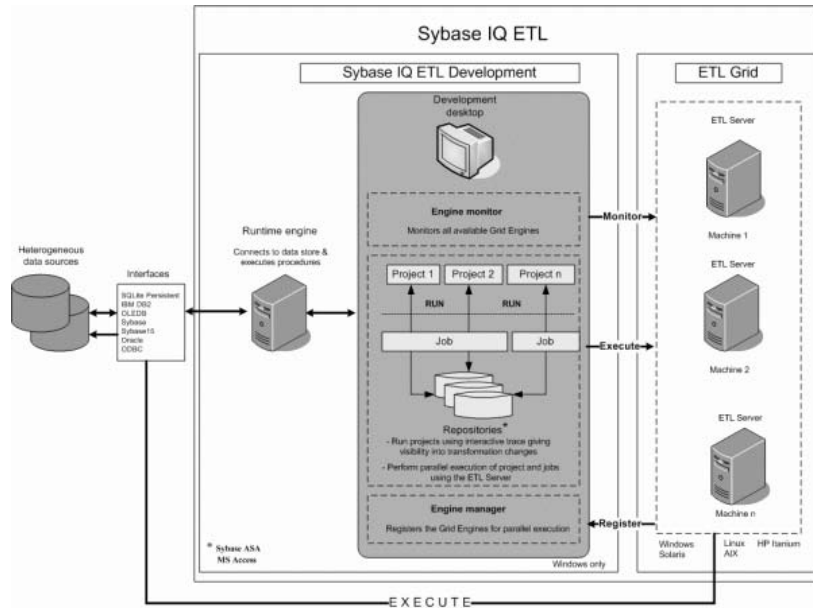 Sybase IQ ETL
Sybase IQ ETL Development
ETL Grid
Development
desktop
ETL Server
Machine 1
Engine monitor
Monitors all available Grid Engines
Monitor
Runtime engine
Connects to data store &
executes procedures
Heterogeneous
data sources
Interfaces
SQLite Persistent
IBM DB2
OLEDB
Sybase
Sybase15
Oracle
ODBC
Project 1
Project 2
Project n
RUN
RUN
Job
Job
Execute
ETL Server
Machine 2
Repositories *
- Run projects using interactive trace giving
visibility into transformation changes
- Perform parallel execution of project and jobs
using the ETL Server
ETL Server
Machine n
Engine manager
Registers the Grid Engines for parallel execution
Register
* Sybase ASA
MS Access
Windows only
Windows
Solaris
Linux
AIX
HP Itanium
EXECUTE